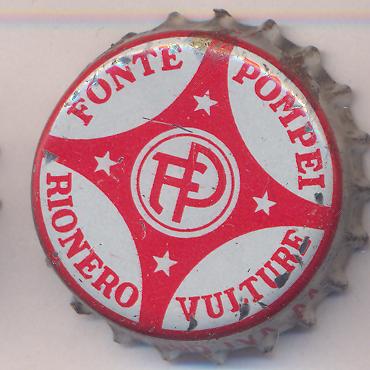 FONTE
POMPEI
RIONERO
VULTURE
FP